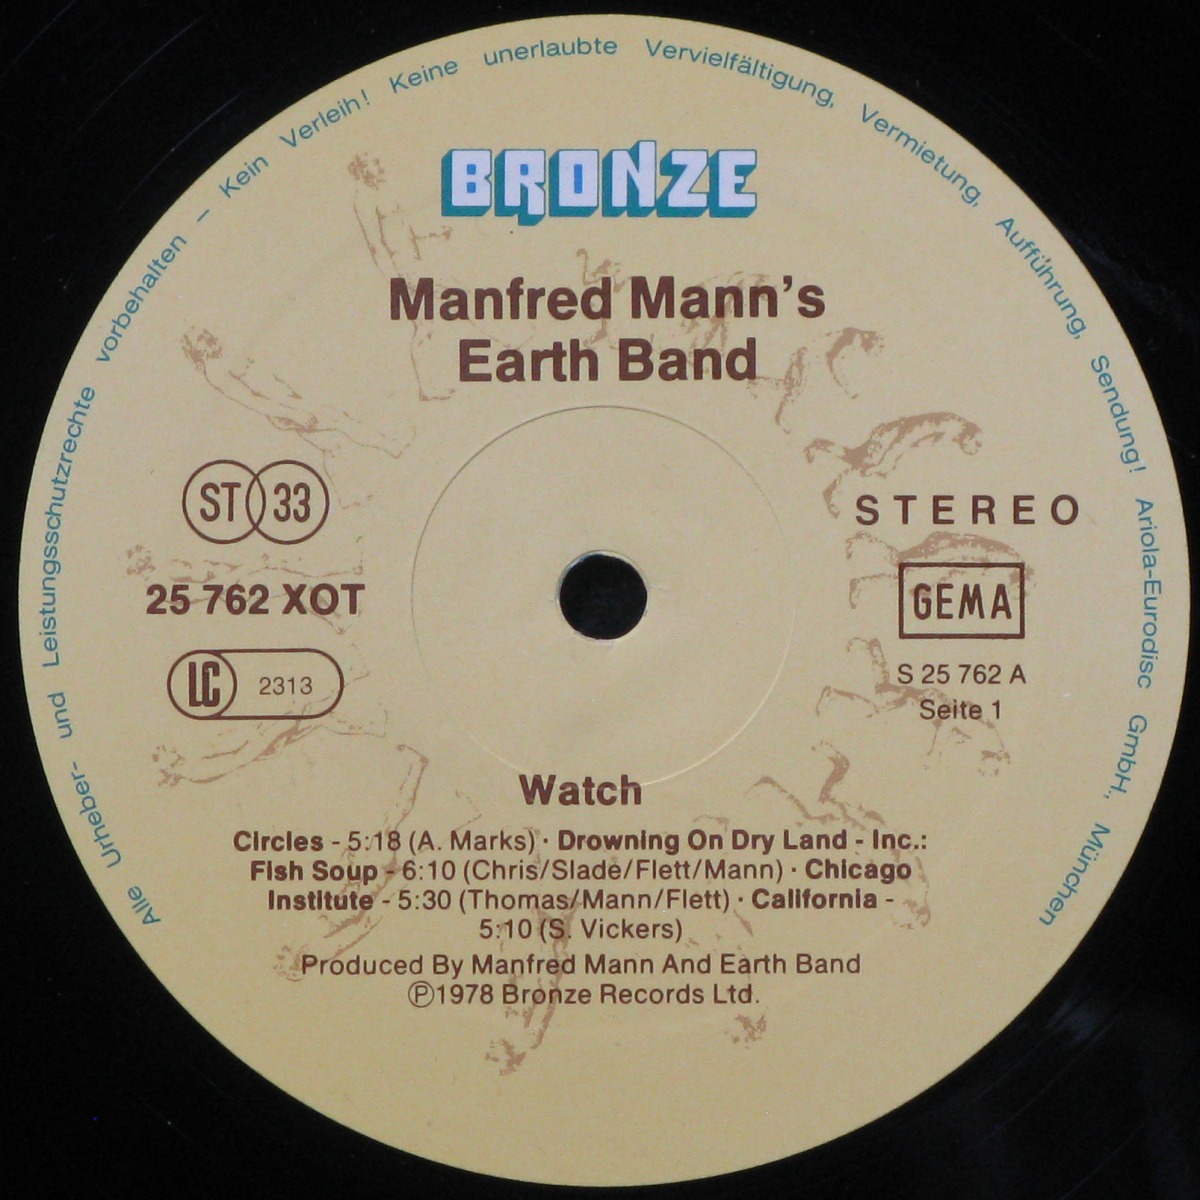 Alle Urheber- und Leistungsschutzrechte vorbehalten – Kein Verleih! Keine unerlaubte Vervielfältigung, Vermietung, Aufführung, Sendung! Ariola-Eurodisc GmbH., München
BRONZE
Manfred Mann's
Earth Band
ST 33
STEREO
25 762 XOT
GEMA
LC 2313
S 25 762 A
Seite 1
Watch
Circles - 5:18 (A. Marks) · Drowning On Dry Land - Inc.:
Fish Soup - 6:10 (Chris/Slade/Flett/Mann) · Chicago
Institute - 5:30 (Thomas/Mann/Flett) · California -
5:10 (S. Vickers)
Produced By Manfred Mann And Earth Band
Ⓟ1978 Bronze Records Ltd.